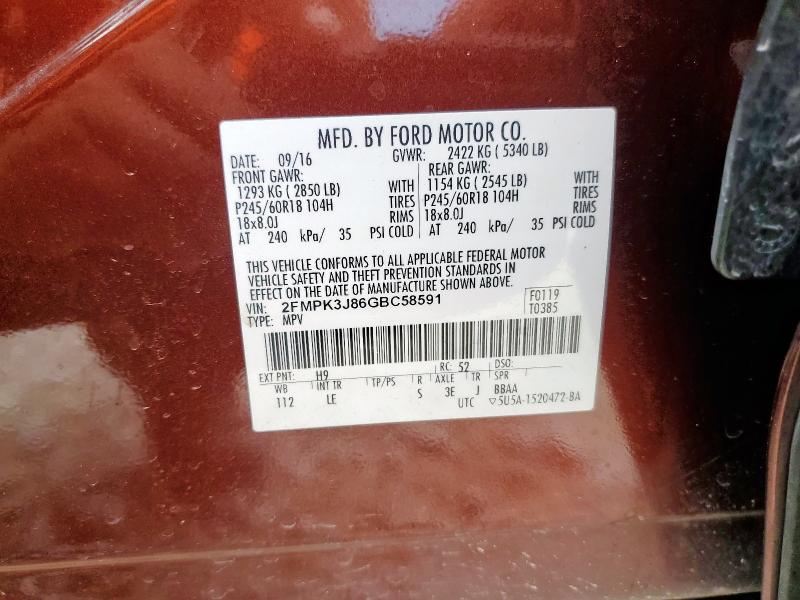 MFD. BY FORD MOTOR CO.
DATE: 09/16 GVWR: 2422 KG ( 5340 LB)
FRONT GAWR: REAR GAWR:
1293 KG ( 2850 LB) WITH 1154 KG ( 2545 LB) WITH
P245/60R18 104H TIRES P245/60R18 104H TIRES
18x8.0J RIMS 18x8.0J RIMS
AT 240 kPa/ 35 PSI COLD AT 240 kPa/ 35 PSI COLD
THIS VEHICLE CONFORMS TO ALL APPLICABLE FEDERAL MOTOR
VEHICLE SAFETY AND THEFT PREVENTION STANDARDS IN
EFFECT ON THE DATE OF MANUFACTURE SHOWN ABOVE.
VIN: 2FMPK3J86GBC58591 F0119
TYPE: MPV T0385
EXT PNT: H9 RC: 52 DSO:
WB INT TR TP/PS R AXLE TR SPR
112 LE S 3E J BBAA
UTC ▽5U5A-1520472-BA